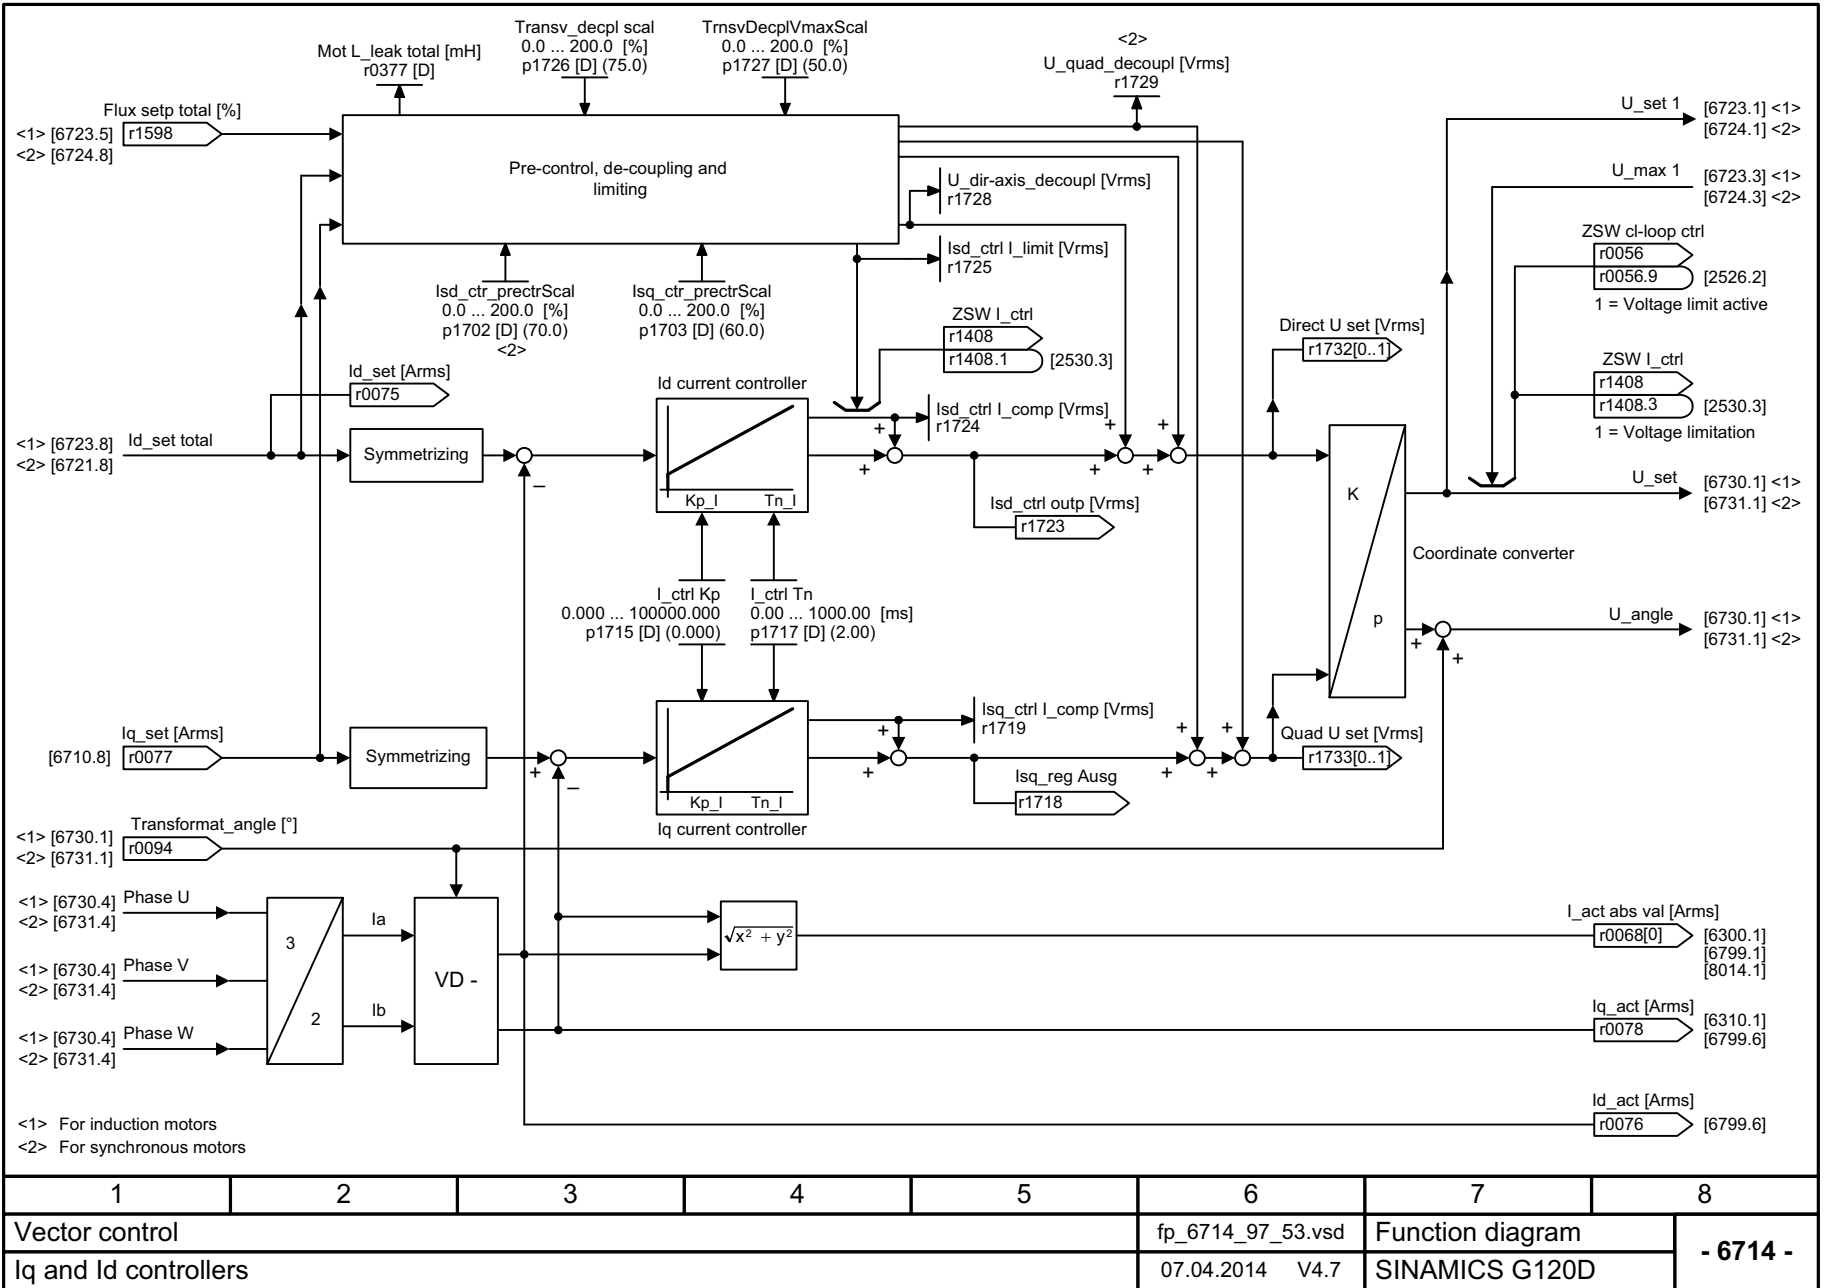 Transv_decpl scal
0.0 ... 200.0 [%]
p1726 [D] (75.0)
TrnsvDecplVmaxScal
0.0 ... 200.0 [%]
p1727 [D] (50.0)
<2>
U_quad_decoupl [Vrms]
r1729
Mot L_leak total [mH]
r0377 [D]
Flux setp total [%]
<1> [6723.5]
<2> [6724.8]
r1598
Pre-control, de-coupling and
limiting
U_dir-axis_decoupl [Vrms]
r1728
Isd_ctrl I_limit [Vrms]
r1725
U_set 1
[6723.1] <1>
[6724.1] <2>
U_max 1
[6723.3] <1>
[6724.3] <2>
ZSW cl-loop ctrl
r0056
r0056.9
[2526.2]
1 = Voltage limit active
Isd_ctr_prectrScal
0.0 ... 200.0 [%]
p1702 [D] (70.0)
<2>
Isq_ctr_prectrScal
0.0 ... 200.0 [%]
p1703 [D] (60.0)
ZSW I_ctrl
r1408
r1408.1
[2530.3]
Direct U set [Vrms]
r1732[0..1]
ZSW I_ctrl
r1408
r1408.3
[2530.3]
1 = Voltage limitation
Id_set [Arms]
r0075
Id current controller
Isd_ctrl I_comp [Vrms]
r1724
<1> [6723.8]
<2> [6721.8]
Id_set total
Symmetrizing
–
Kp_I
Tn_I
+
+
+
+
+
+
Isd_ctrl outp [Vrms]
r1723
K
p
Coordinate converter
U_set
[6730.1] <1>
[6731.1] <2>
I_ctrl Kp
0.000 ... 100000.000
p1715 [D] (0.000)
I_ctrl Tn
0.00 ... 1000.00 [ms]
p1717 [D] (2.00)
U_angle
+
+
[6730.1] <1>
[6731.1] <2>
Iq_set [Arms]
[6710.8]
r0077
Symmetrizing
+
–
Kp_I
Tn_I
Iq current controller
Isq_ctrl I_comp [Vrms]
r1719
+
+
+
+
+
+
Isq_reg Ausg
r1718
Quad U set [Vrms]
r1733[0..1]
Transformat_angle [°]
<1> [6730.1]
<2> [6731.1]
r0094
<1> [6730.4]
<2> [6731.4]
Phase U
<1> [6730.4]
<2> [6731.4]
Phase V
<1> [6730.4]
<2> [6731.4]
Phase W
3
2
Ia
Ib
VD -
√x² + y²
I_act abs val [Arms]
r0068[0]
[6300.1]
[6799.1]
[8014.1]
Iq_act [Arms]
r0078
[6310.1]
[6799.6]
Id_act [Arms]
r0076
[6799.6]
<1> For induction motors
<2> For synchronous motors
1 2 3 4 5 6 7 8
Vector control
fp_6714_97_53.vsd
Function diagram
- 6714 -
Iq and Id controllers
07.04.2014 V4.7
SINAMICS G120D